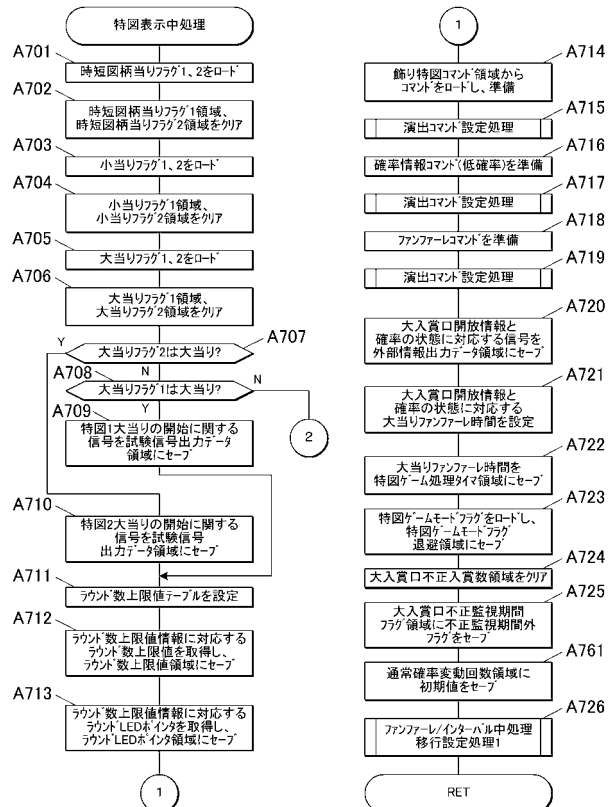 特図表示中処理
A701
時短図柄当りフラグ1、2をロード
A702
時短図柄当りフラグ1領域、
時短図柄当りフラグ2領域をクリア
A703
小当りフラグ1、2をロード
A704
小当りフラグ1領域、
小当りフラグ2領域をクリア
A705
大当りフラグ1、2をロード
A706
大当りフラグ1領域、
大当りフラグ2領域をクリア
A707
Y
大当りフラグ2は大当り?
N
A708
大当りフラグ1は大当り?
N
Y
2
A709
特図1大当りの開始に関する
信号を試験信号出力データ
領域にセーブ
A710
特図2大当りの開始に関する
信号を試験信号
出力データ領域にセーブ
A711
ラウンド数上限値テーブルを設定
A712
ラウンド数上限値情報に対応する
ラウンド数上限値を取得し、
ラウンド数上限値領域にセーブ
A713
ラウンド数上限値情報に対応する
ラウンドLEDポインタを取得し、
ラウンドLEDポインタ領域にセーブ
1
1
A714
飾り特図コマンド領域から
コマンドをロードし、準備
A715
演出コマンド設定処理
A716
確率情報コマンド(低確率)を準備
A717
演出コマンド設定処理
A718
ファンファーレコマンドを準備
A719
演出コマンド設定処理
A720
大入賞口開放情報と
確率の状態に対応する信号を
外部情報出力データ領域にセーブ
A721
大入賞口開放情報と
確率の状態に対応する
大当りファンファーレ時間を設定
A722
大当りファンファーレ時間を
特図ゲーム処理タイマ領域にセーブ
A723
特図ゲームモードフラグをロードし、
特図ゲームモードフラグ
退避領域にセーブ
A724
大入賞口不正入賞数領域をクリア
A725
大入賞口不正監視期間
フラグ領域に不正監視期間外
フラグをセーブ
A761
通常確率変動回数領域に
初期値をセーブ
A726
ファンファーレ/インターバル中処理
移行設定処理1
RET